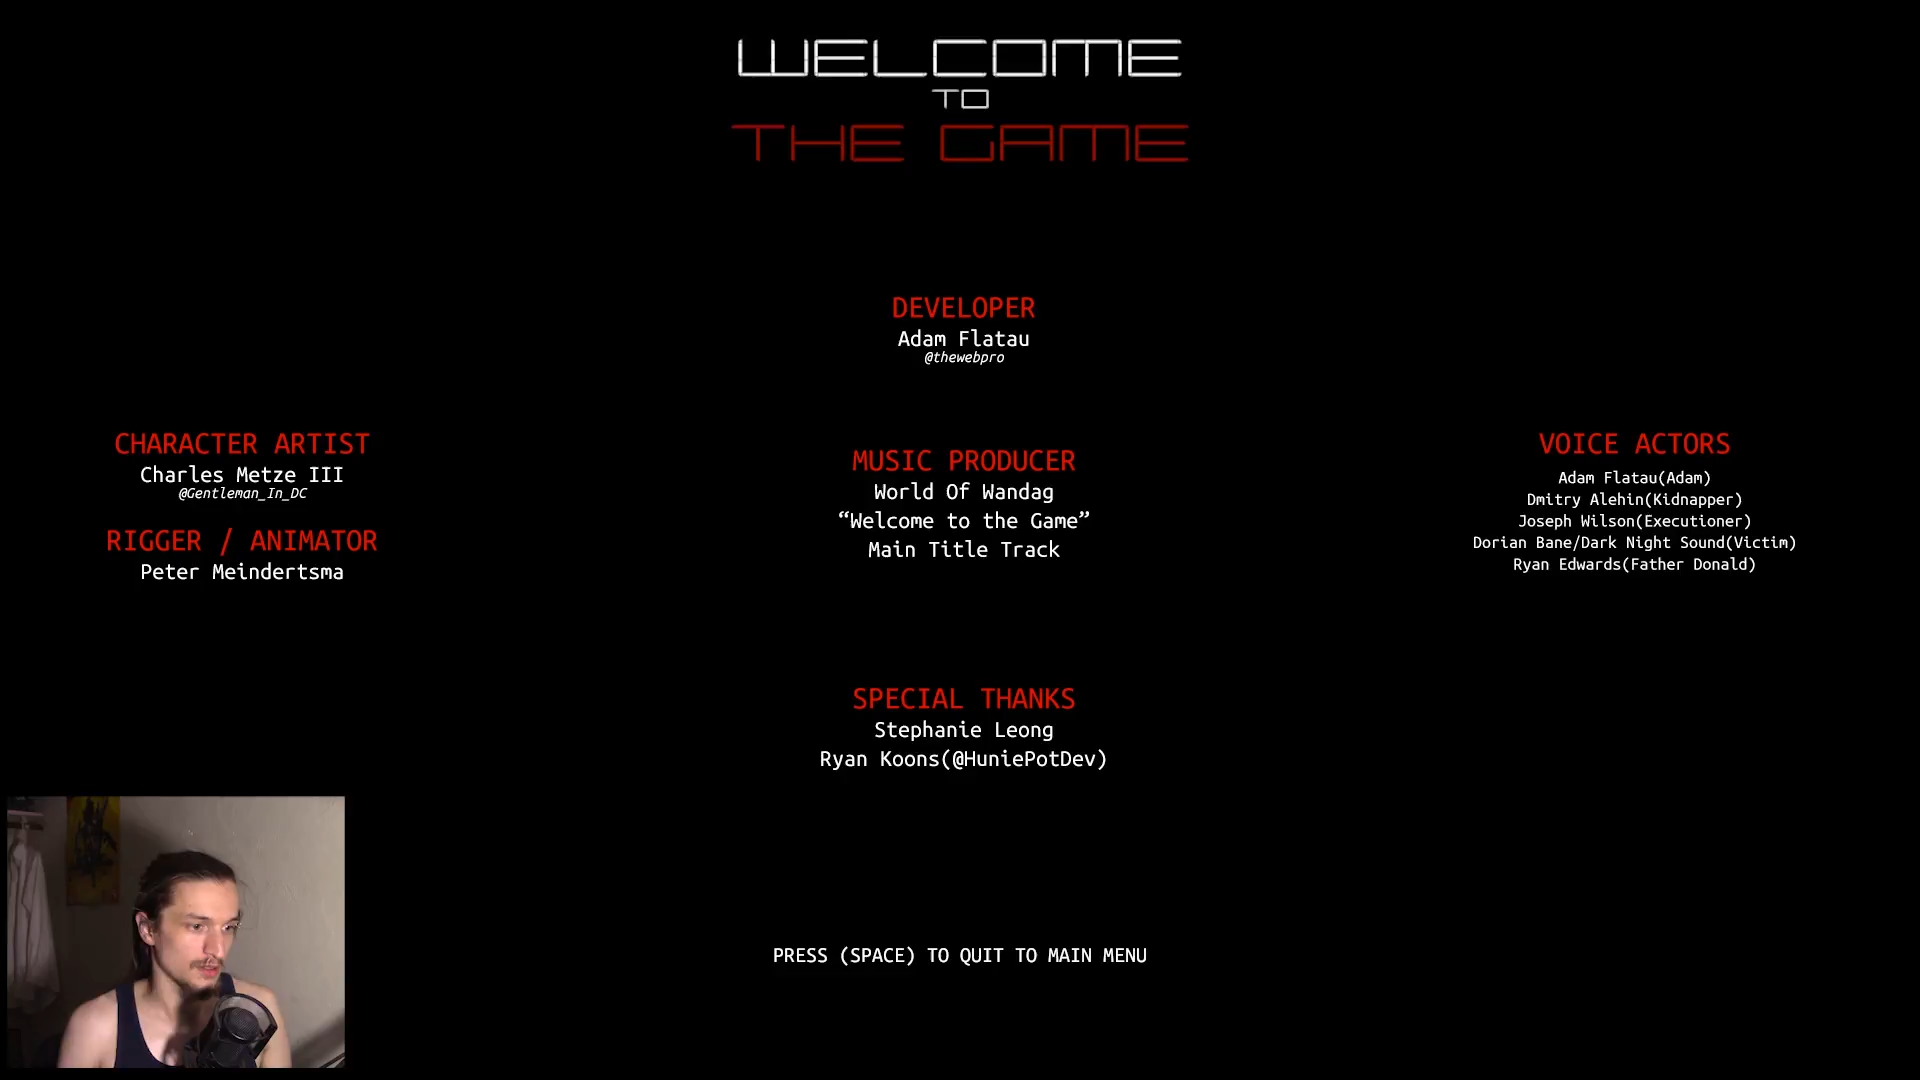 WELCOME
TO
THE GAME
DEVELOPER
Adam Flatau
@thewebpro
CHARACTER ARTIST
Charles Metze III
@Gentleman_In_DC
RIGGER / ANIMATOR
Peter Meindertsma
MUSIC PRODUCER
World Of Wandag
“Welcome to the Game”
Main Title Track
VOICE ACTORS
Adam Flatau(Adam)
Dmitry Alehin(Kidnapper)
Joseph Wilson(Executioner)
Dorian Bane/Dark Night Sound(Victim)
Ryan Edwards(Father Donald)
SPECIAL THANKS
Stephanie Leong
Ryan Koons(@HuniePotDev)
PRESS (SPACE) TO QUIT TO MAIN MENU